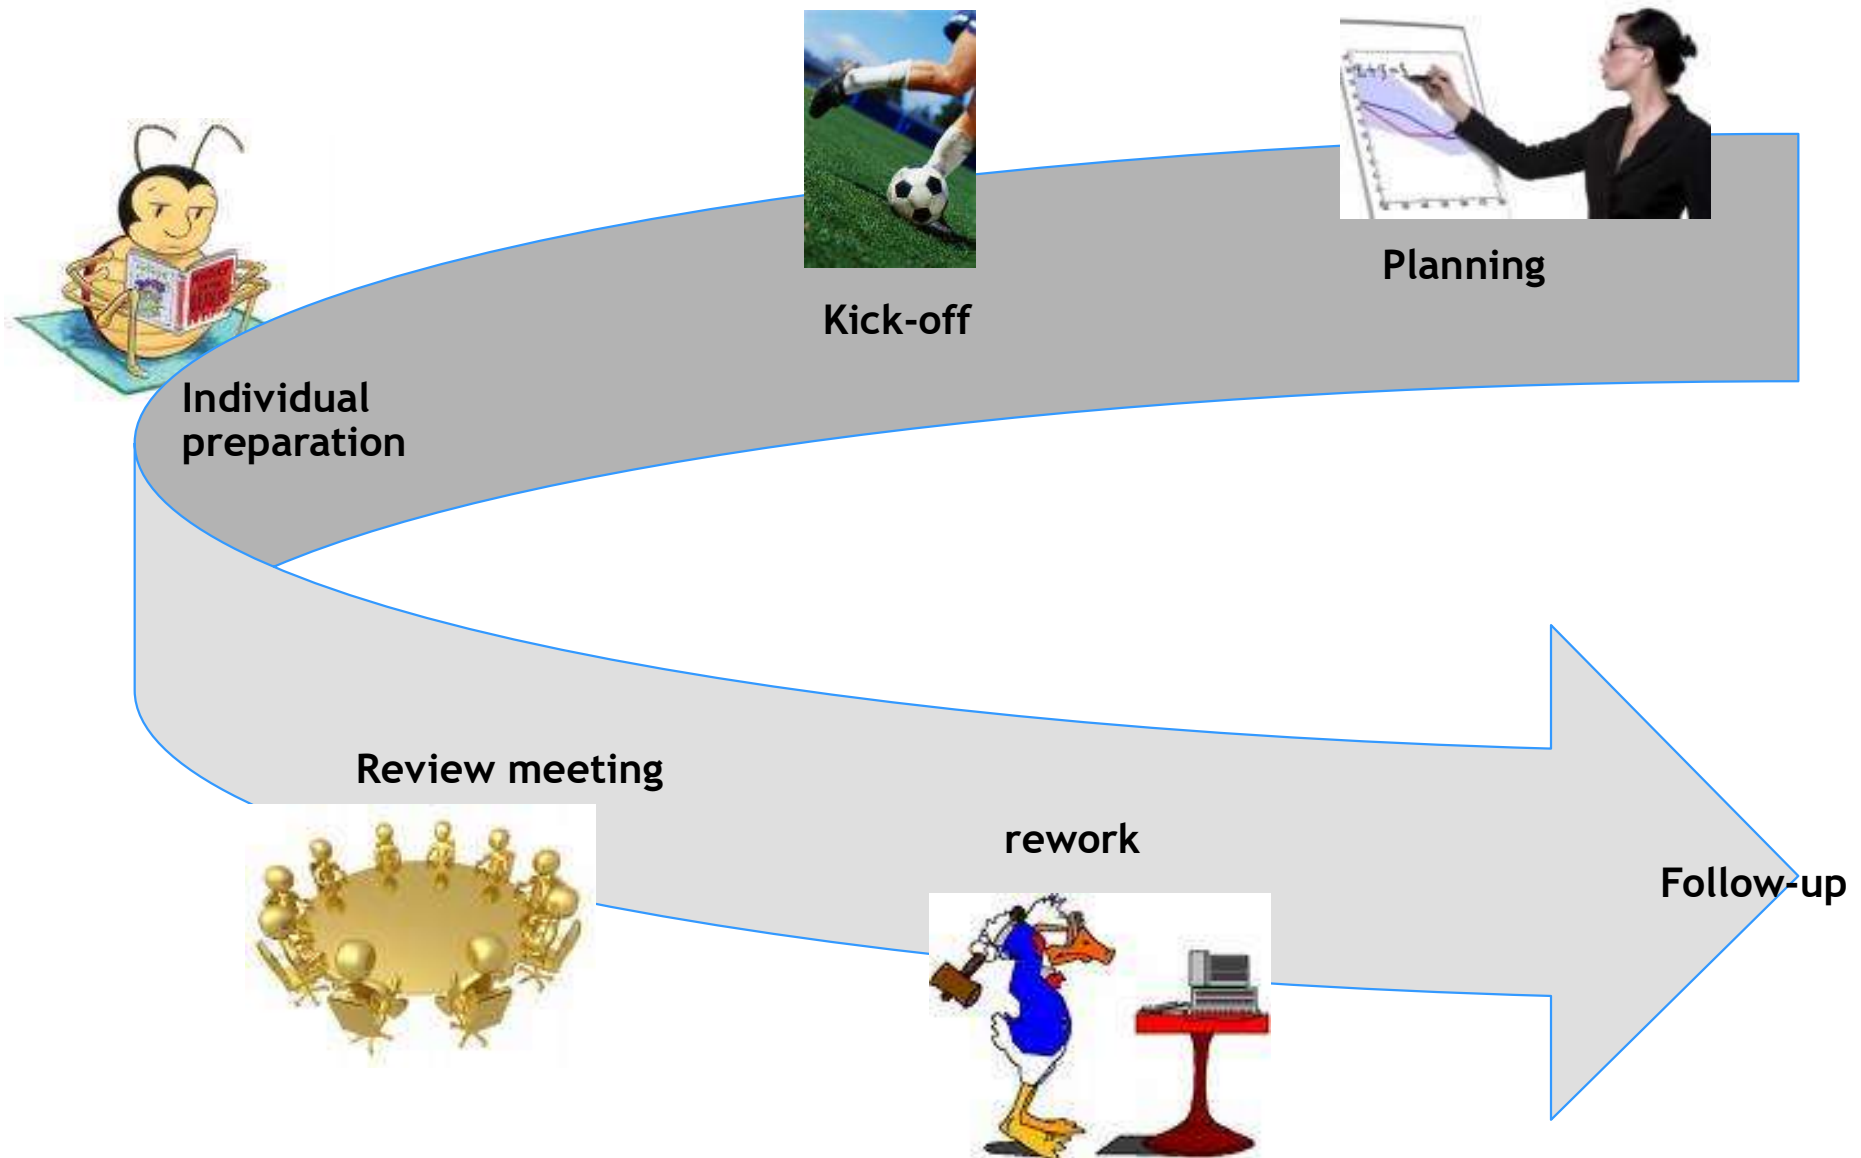 Planning
Kick-off
Individual
preparation
Review meeting
rework
Follow-up